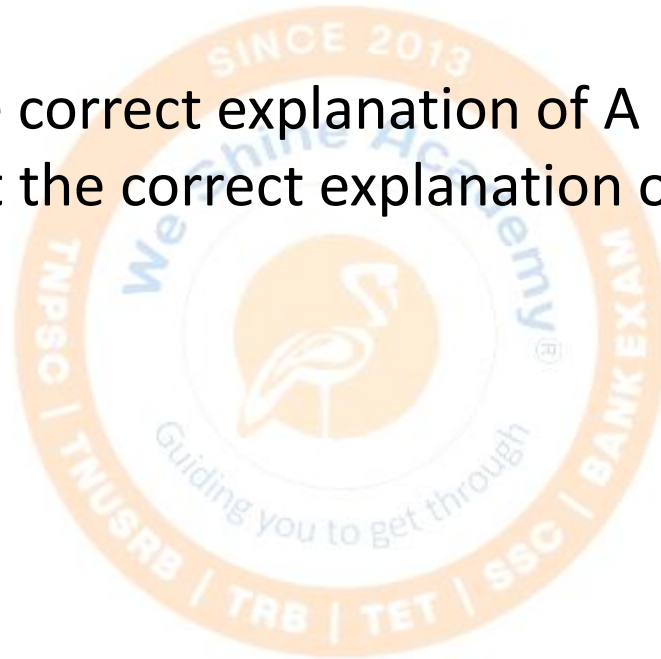 SINCE 2013
correct explanation of A
the correct explanation
We Shine Academy®
TNPSC | TNUSRB | TRB | TET | SSC | BANK EXAM
Guiding you to get through